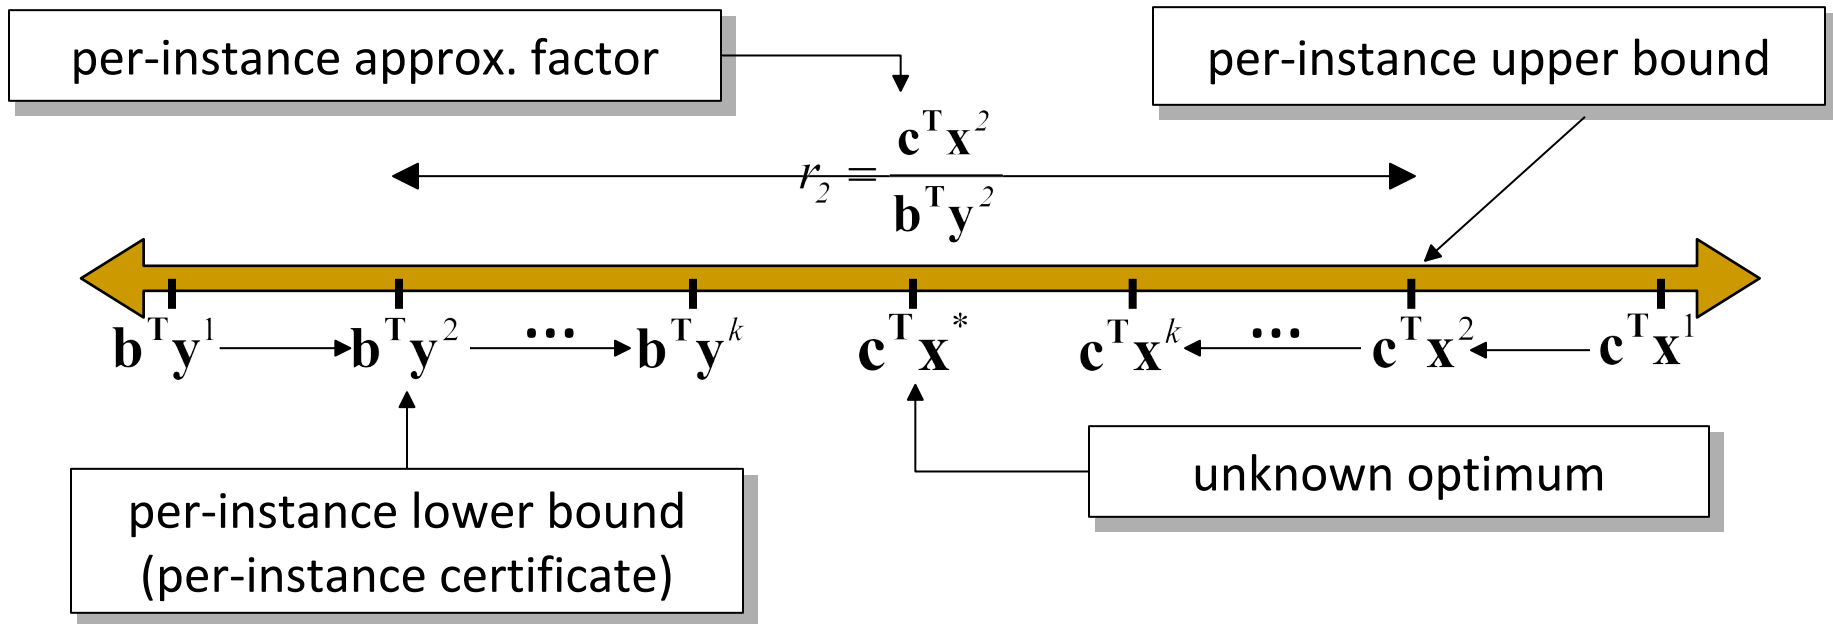 per-instance approx. factor
per-instance upper bound
r₂ = cᵀx² / bᵀy²
bᵀy¹ bᵀy² ... bᵀyᵏ cᵀx* cᵀxᵏ ... cᵀx² cᵀx¹
unknown optimum
per-instance lower bound
(per-instance certificate)